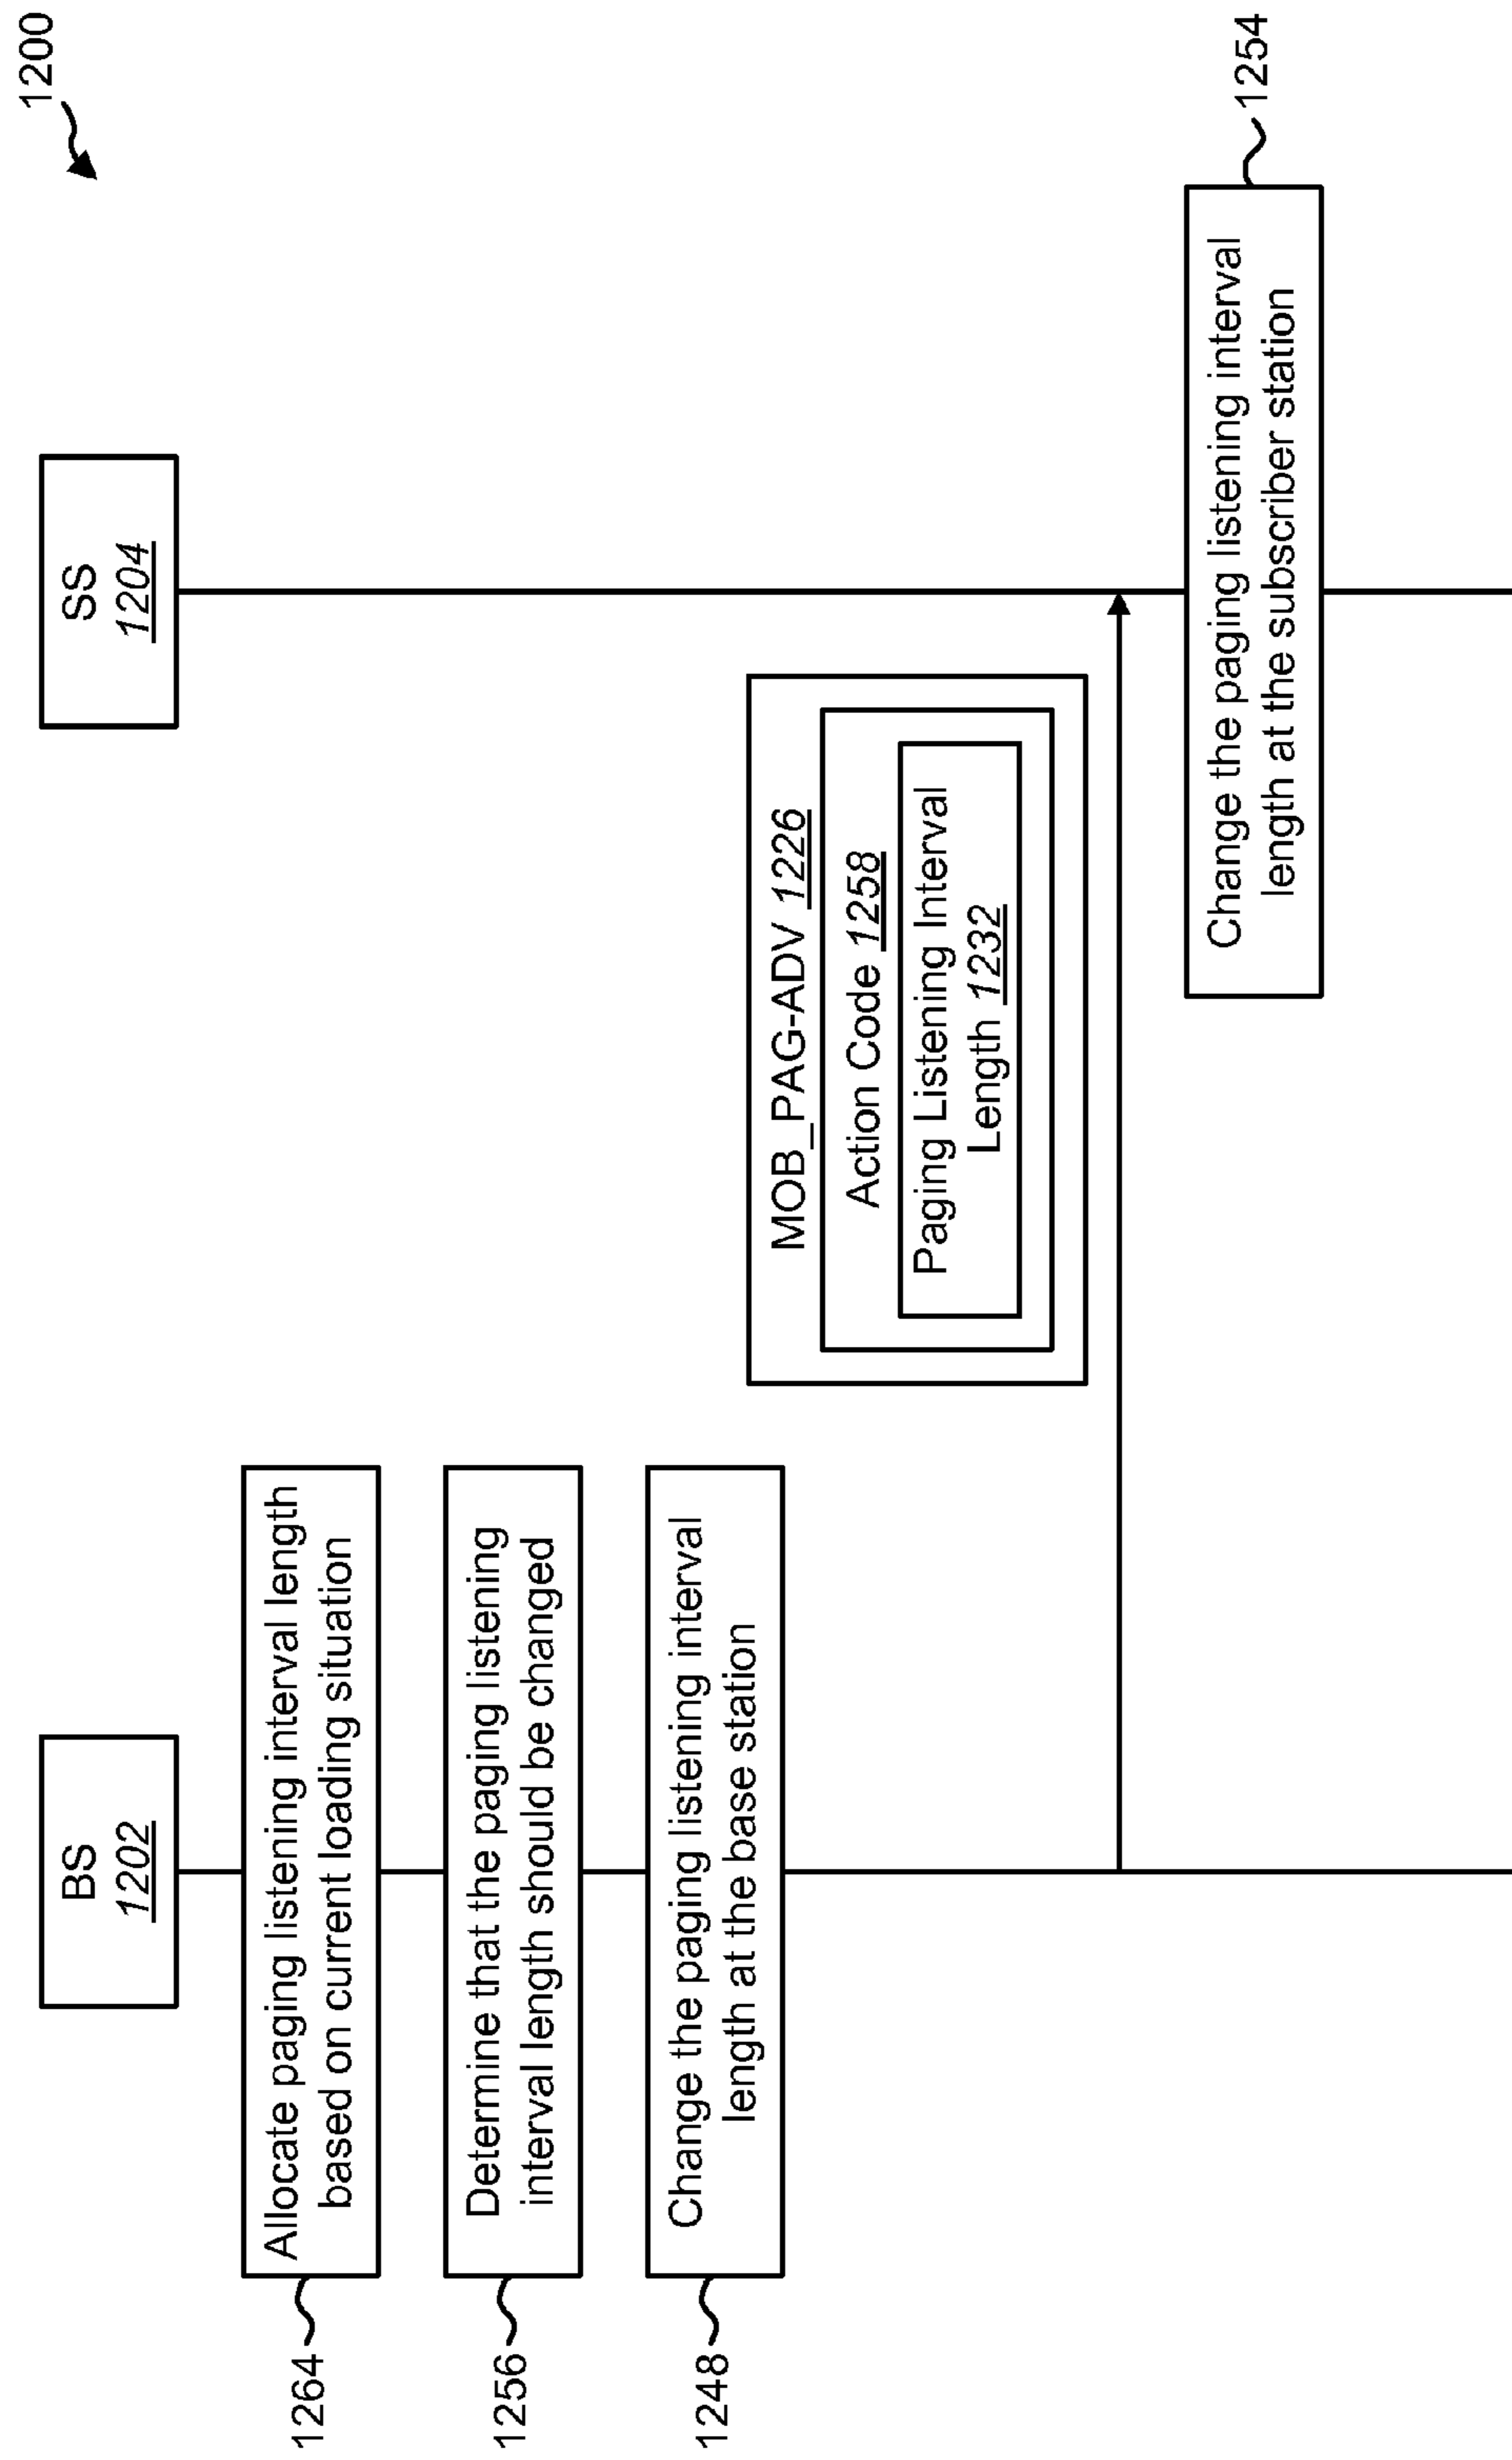 1200
BS
1202
SS
1204
1264
Allocate paging listening interval length
based on current loading situation
1256
Determine that the paging listening
interval length should be changed
1248
Change the paging listening interval
length at the base station
MOB_PAG-ADV 1226
Action Code 1258
Paging Listening Interval
Length 1232
Change the paging listening interval
length at the subscriber station
1254